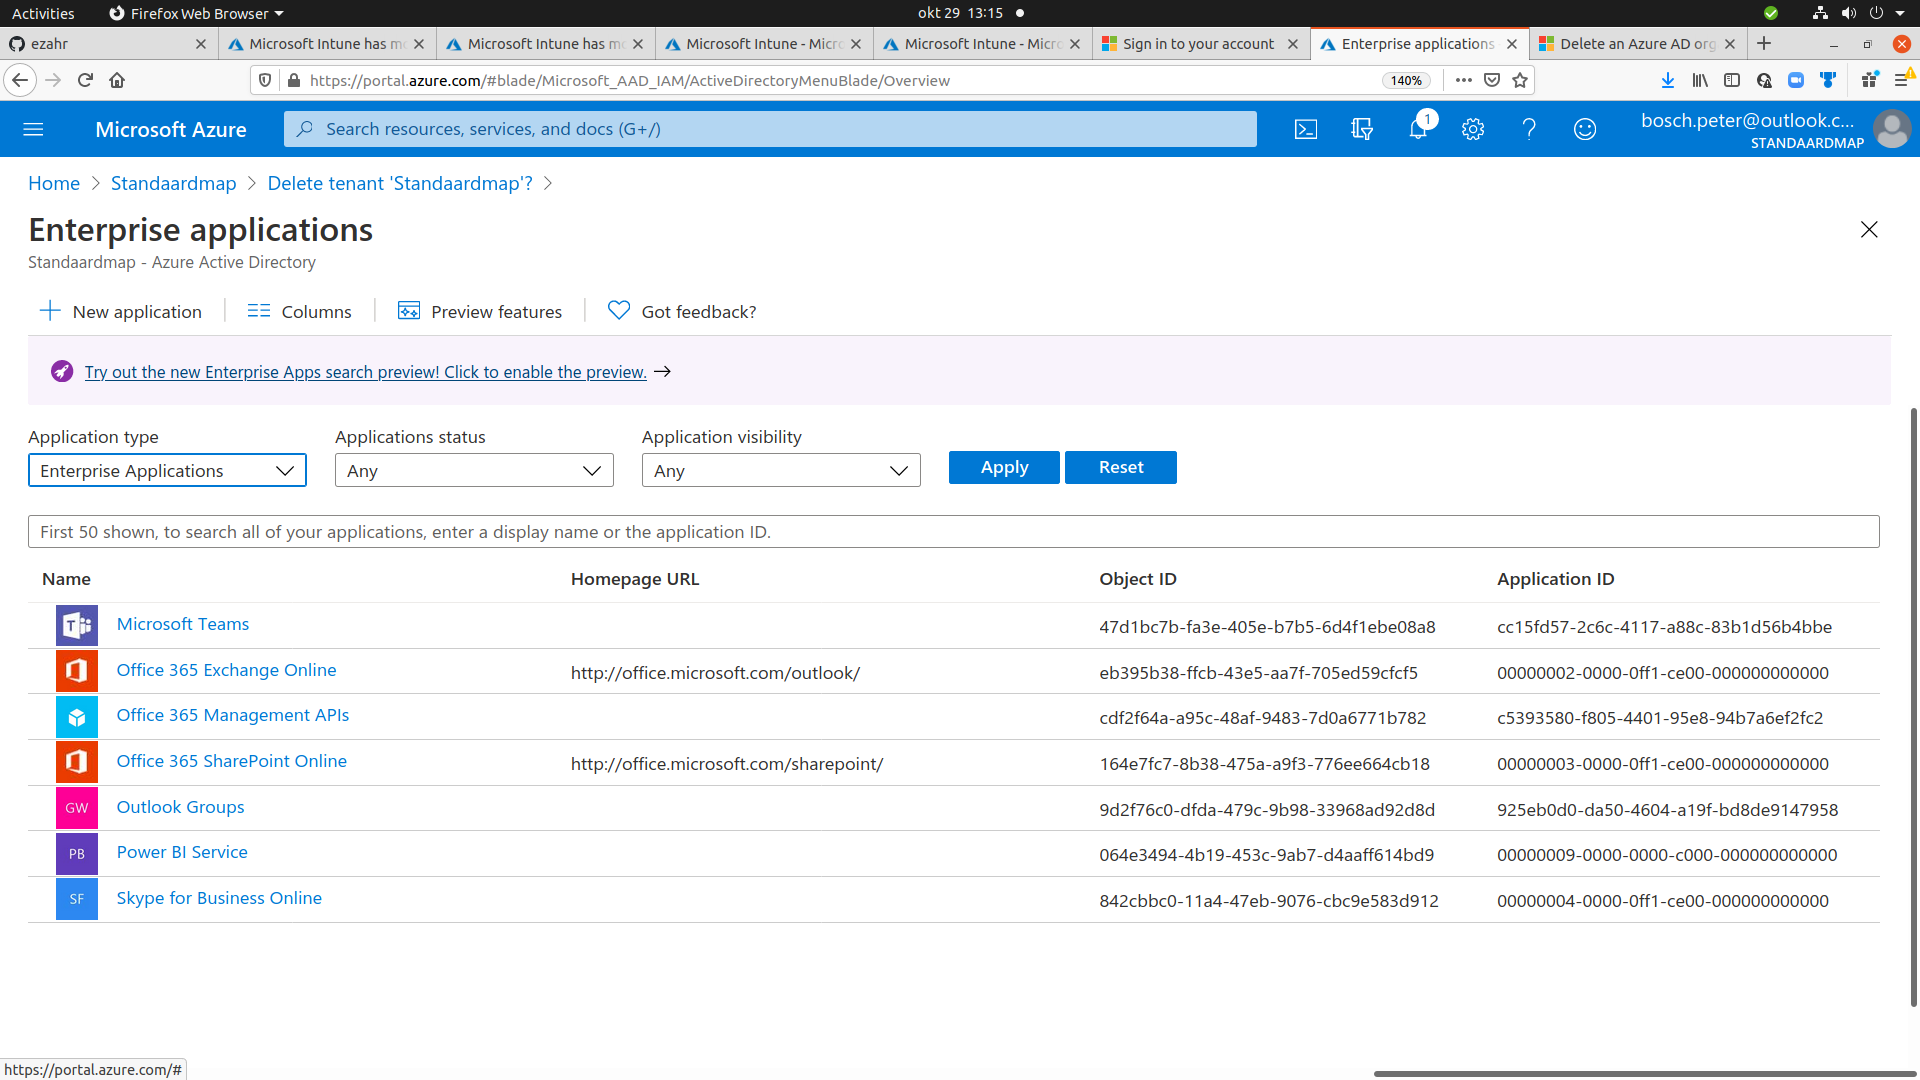 Activities
Firefox Web Browser
okt 29 13:15
ezahr
Microsoft Intune has mo
Microsoft Intune has mo
Microsoft Intune - Micro
Microsoft Intune - Micro
Sign in to your account
Enterprise applications
Delete an Azure AD org
https://portal.azure.com/#blade/Microsoft_AAD_IAM/ActiveDirectoryMenuBlade/Overview
140%
Microsoft Azure
Search resources, services, and docs (G+/)
1
bosch.peter@outlook.c...
STANDAARDMAP
Home > Standaardmap > Delete tenant 'Standaardmap'? >
Enterprise applications
Standaardmap - Azure Active Directory
New application
Columns
Preview features
Got feedback?
Try out the new Enterprise Apps search preview! Click to enable the preview. →
Application type
Applications status
Application visibility
Enterprise Applications
Any
Any
Apply
Reset
First 50 shown, to search all of your applications, enter a display name or the application ID.
Name Homepage URL Object ID Application ID
Microsoft Teams 47d1bc7b-fa3e-405e-b7b5-6d4f1ebe08a8 cc15fd57-2c6c-4117-a88c-83b1d56b4bbe
Office 365 Exchange Online http://office.microsoft.com/outlook/ eb395b38-ffcb-43e5-aa7f-705ed59cfcf5 00000002-0000-0ff1-ce00-000000000000
Office 365 Management APIs cdf2f64a-a95c-48af-9483-7d0a6771b782 c5393580-f805-4401-95e8-94b7a6ef2fc2
Office 365 SharePoint Online http://office.microsoft.com/sharepoint/ 164e7fc7-8b38-475a-a9f3-776ee664cb18 00000003-0000-0ff1-ce00-000000000000
GW Outlook Groups 9d2f76c0-dfda-479c-9b98-33968ad92d8d 925eb0d0-da50-4604-a19f-bd8de9147958
PB Power BI Service 064e3494-4b19-453c-9ab7-d4aaff614bd9 00000009-0000-0000-c000-000000000000
SF Skype for Business Online 842cbbc0-11a4-47eb-9076-cbc9e583d912 00000004-0000-0ff1-ce00-000000000000
https://portal.azure.com/#